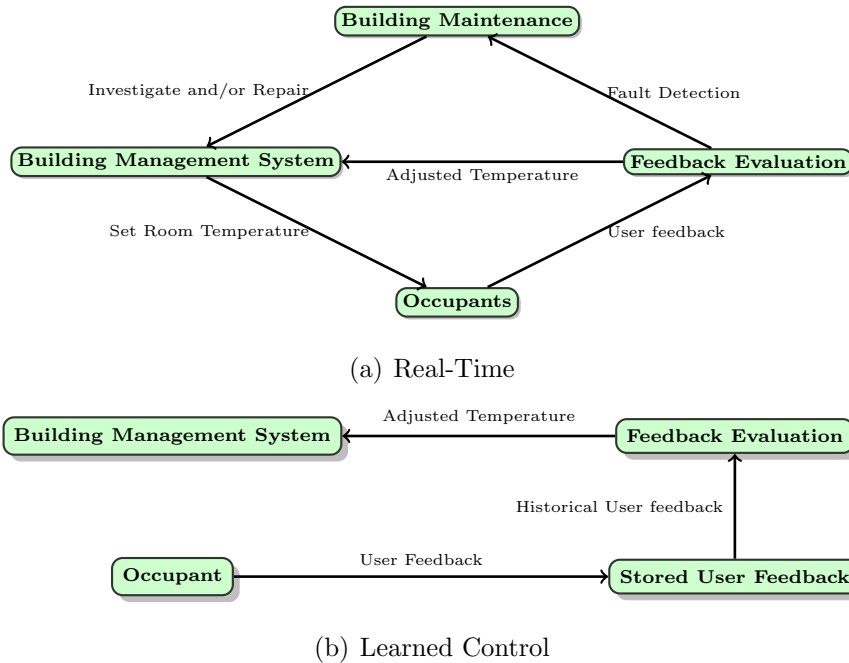 Building Maintenance
Investigate and/or Repair
Fault Detection
Building Management System
Adjusted Temperature
Feedback Evaluation
Set Room Temperature
User feedback
Occupants
(a) Real-Time
Building Management System
Adjusted Temperature
Feedback Evaluation
Historical User feedback
Occupant
User Feedback
Stored User Feedback
(b) Learned Control